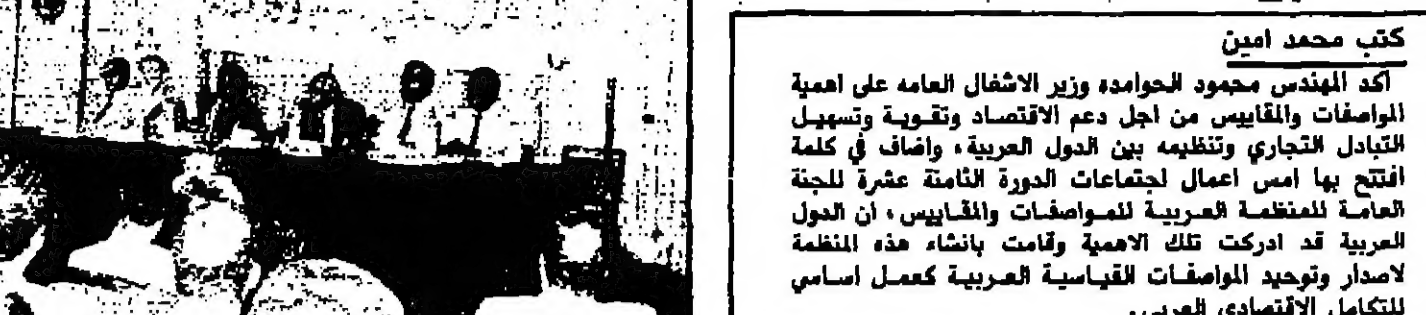 كتب محمد امين
اكد المهندس محمود الحوامده وزير الاشغال العامه على اهمية
المواصفات والمقاييس من اجل دعم الاقتصاد وتقوية وتسهيل
التبادل التجاري وتنظيمه بين الدول العربية، واضاف في كلمة
افتتح بها امس اعمال اجتماعات الدورة الثامنة عشرة للجنة
العامة للمنظمة العربية للمواصفات والمقاييس، ان الدول
العربية قد ادركت تلك الاهمية وقامت بانشاء هذه المنظمة
لاصدار وتوحيد المواصفات القياسية العربية كعمل اساسي
للتكامل الاقتصادي العربي.